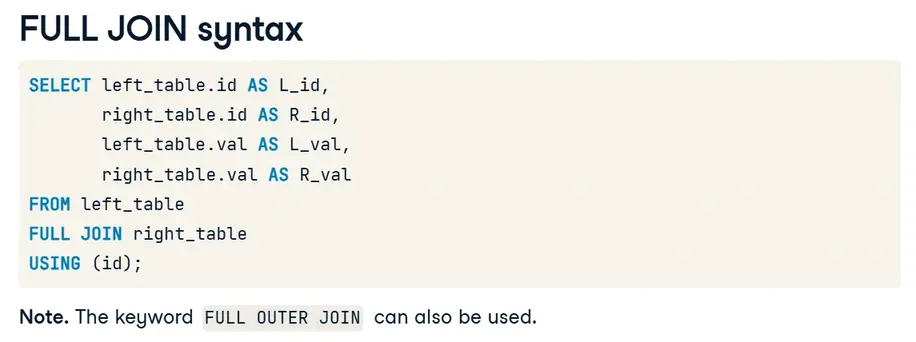 FULL JOIN syntax
SELECT left_table.id AS L_id,
       right_table.id AS R_id,
       left_table.val AS L_val,
       right_table.val AS R_val
FROM left_table
FULL JOIN right_table
USING (id);
Note. The keyword FULL OUTER JOIN can also be used.